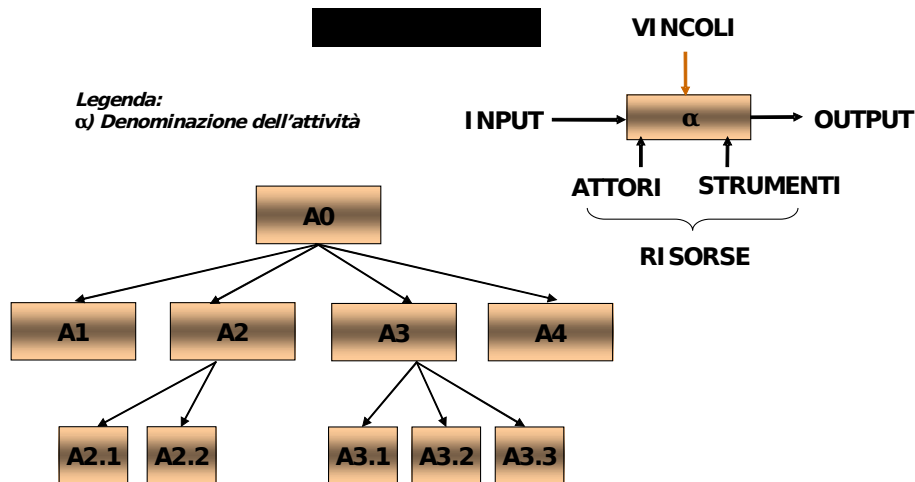 VINCOLI
Legenda:
α) Denominazione dell'attività
INPUT
α
OUTPUT
ATTORI
STRUMENTI
RISORSE
A0
A1
A2
A3
A4
A2.1
A2.2
A3.1
A3.2
A3.3